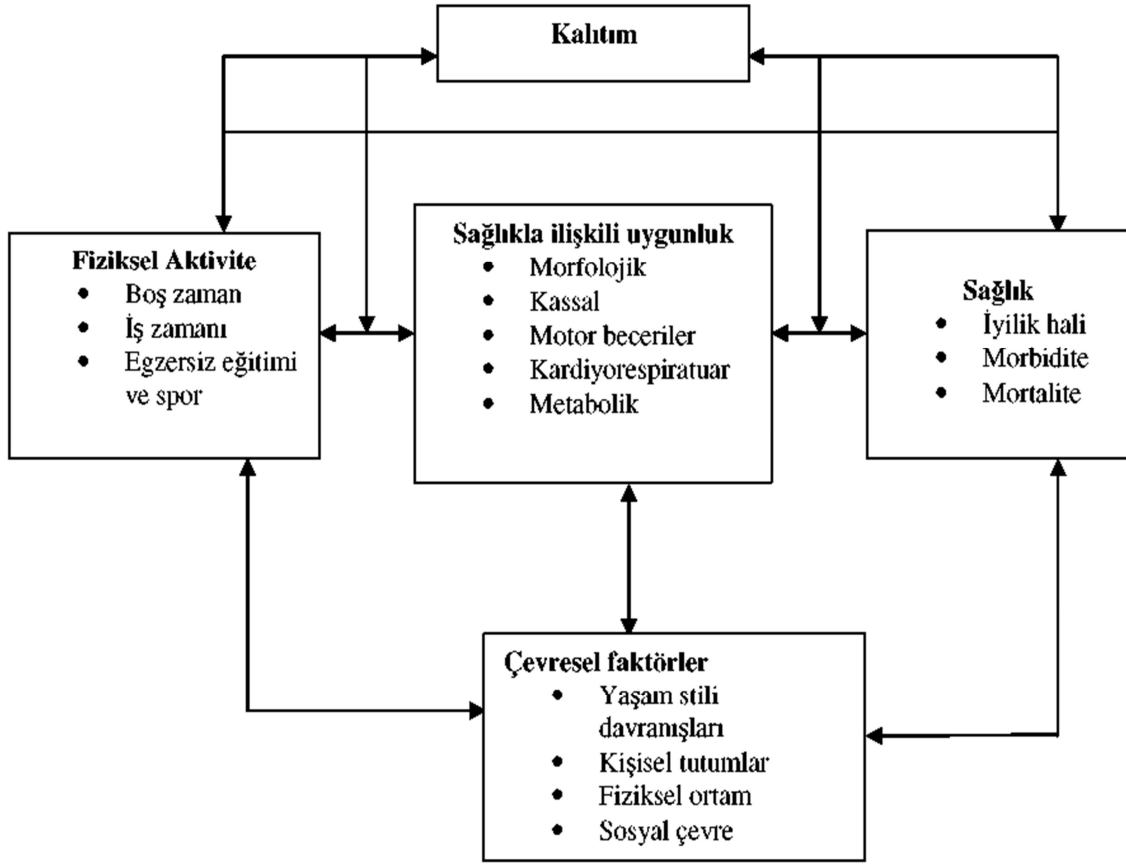 Kalıtım
Fiziksel Aktivite
• Boş zaman
• İş zamanı
• Egzersiz eğitimi
ve spor
Sağlıkla ilişkili uygunluk
• Morfolojik
• Kassal
• Motor beceriler
• Kardiyorespiratuar
• Metabolik
Sağlık
• İyilik hali
• Morbidite
• Mortalite
Çevresel faktörler
• Yaşam stili
davranışları
• Kişisel tutumlar
• Fiziksel ortam
• Sosyal çevre